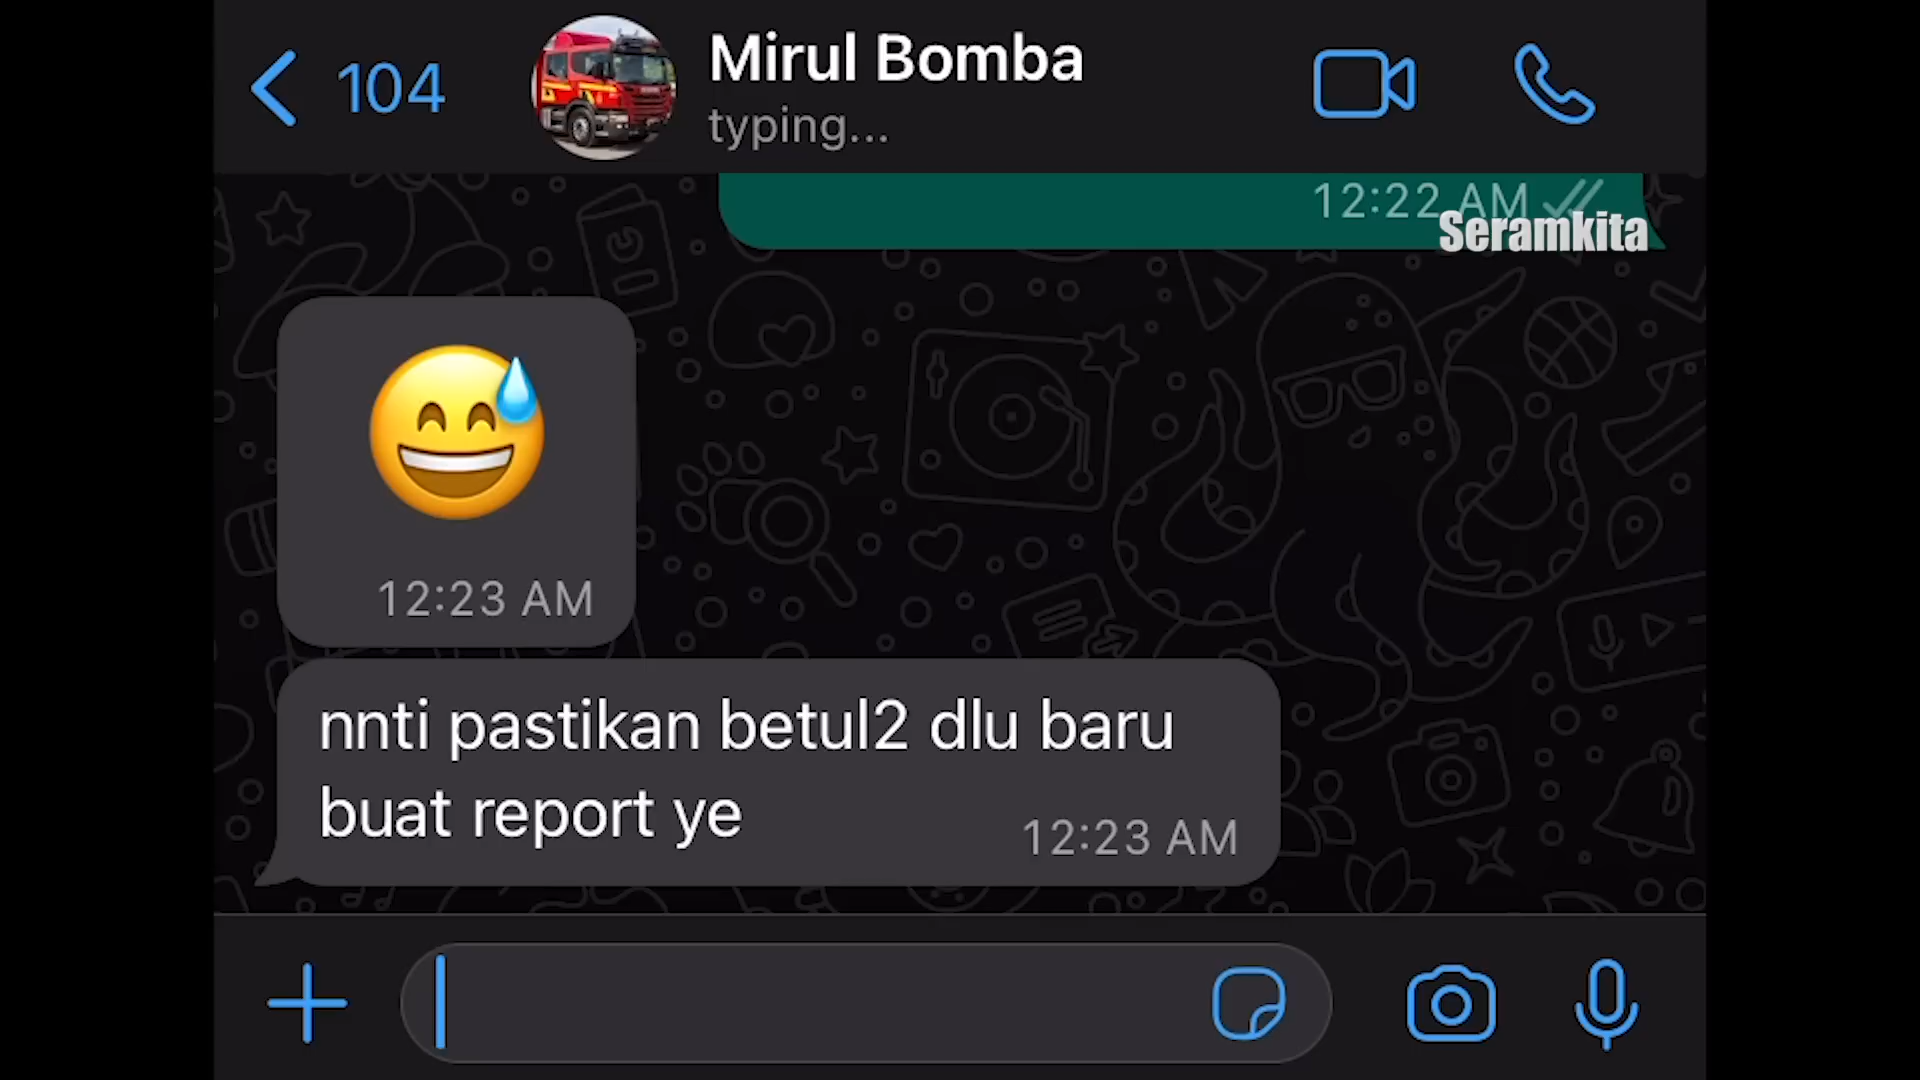 104
Mirul Bomba
typing...
12:22 AM
Seramkita
12:23 AM
nnti pastikan betul2 dlu baru
buat report ye
12:23 AM